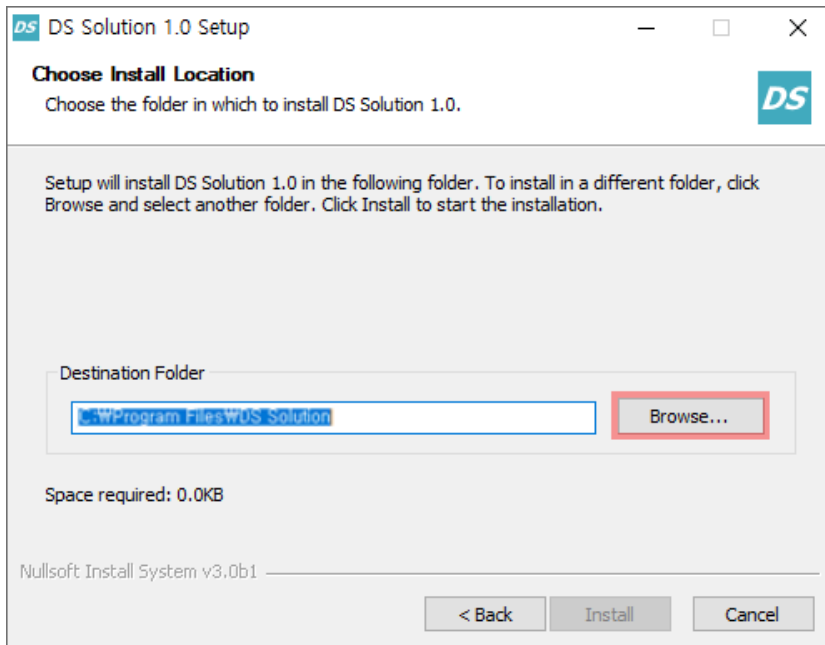 DS DS Solution 1.0 Setup
Choose Install Location
Choose the folder in which to install DS Solution 1.0.
DS
Setup will install DS Solution 1.0 in the following folder. To install in a different folder, click
Browse and select another folder. Click Install to start the installation.
Destination Folder
C:₩Program Files₩DS Solution
Browse...
Space required: 0.0KB
Nullsoft Install System v3.0b1
< Back
Install
Cancel